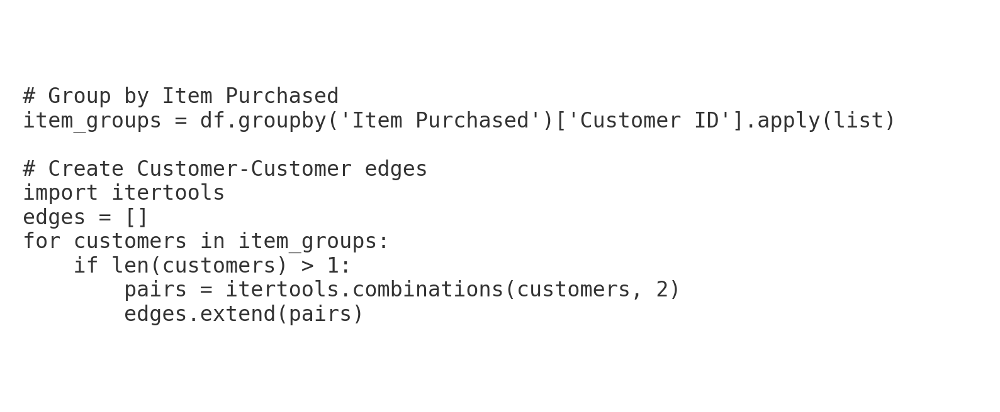 # Group by Item Purchased
item_groups = df.groupby('Item Purchased')['Customer ID'].apply(list)

# Create Customer-Customer edges
import itertools
edges = []
for customers in item_groups:
    if len(customers) > 1:
        pairs = itertools.combinations(customers, 2)
        edges.extend(pairs)